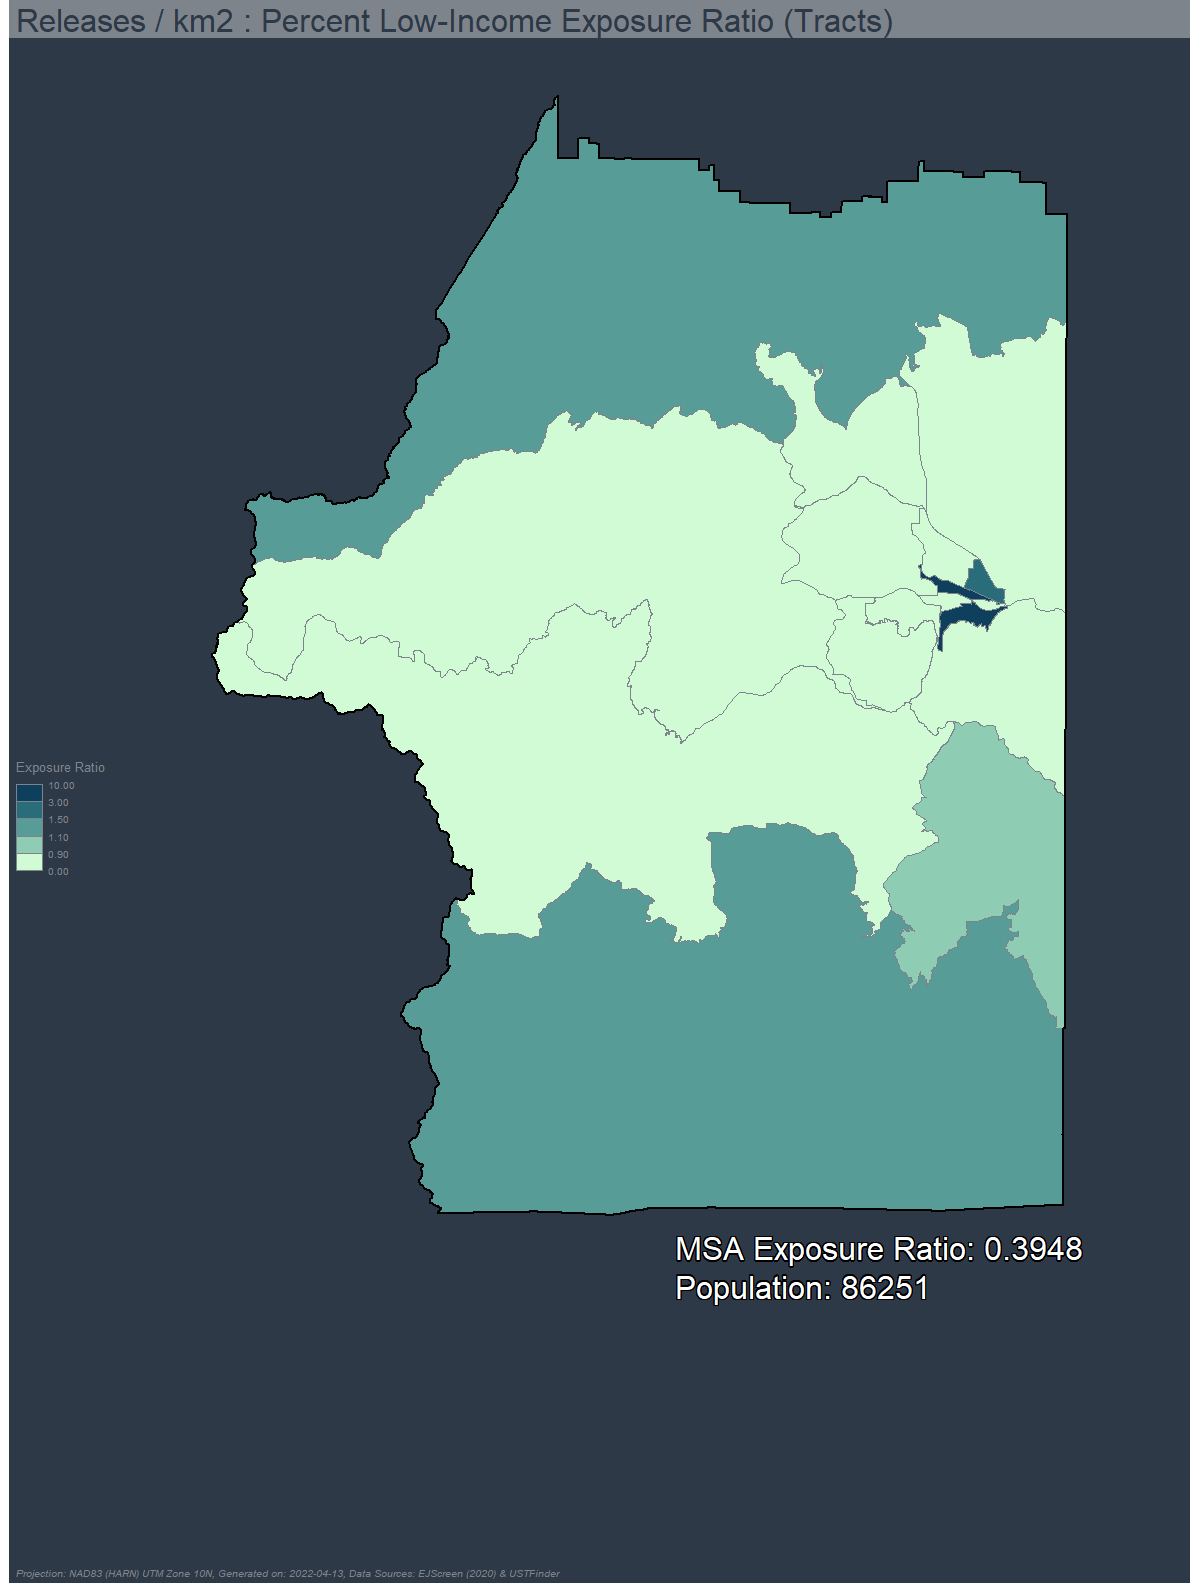 Releases / km2 : Percent Low-Income Exposure Ratio (Tracts)
Exposure Ratio
10.00
3.00
1.50
1.10
0.90
0.00
MSA Exposure Ratio: 0.3948
Population: 86251
Projection: NAD83 (HARN) UTM Zone 10N, Generated on: 2022-04-13, Data Sources: EJScreen (2020) & USTFinder